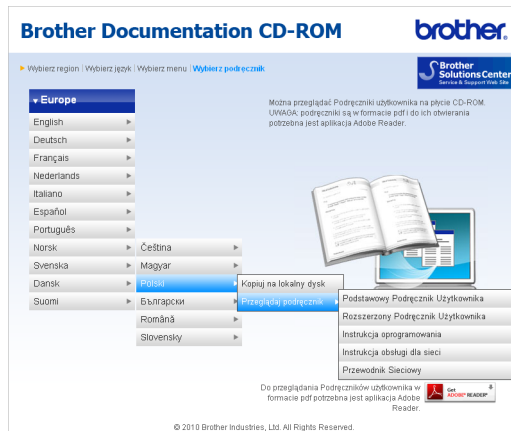 Brother Documentation CD-ROM
brother.
Wybierz region | Wybierz język | Wybierz menu | Wybierz podręcznik
Brother
Solutions Center
Service & Support Web Site
Europe
English
Deutsch
Français
Nederlands
Italiano
Español
Português
Norsk
Svenska
Dansk
Suomi
Čeština
Magyar
Polski
Български
Română
Slovensky
Kopiuj na lokalny dysk
Przeglądaj podręcznik
Podstawowy Podręcznik Użytkownika
Rozszerzony Podręcznik Użytkownika
Instrukcja oprogramowania
Instrukcja obsługi dla sieci
Przewodnik Sieciowy
Można przeglądać Podręczniki użytkownika na płycie CD-ROM.
UWAGA: podręczniki są w formacie pdf i do ich otwierania
potrzebna jest aplikacja Adobe Reader.
Do przeglądania Podręczników użytkownika w
formacie pdf potrzebna jest aplikacja Adobe
Reader.
Get
ADOBE® READER®
© 2010 Brother Industries, Ltd. All Rights Reserved.